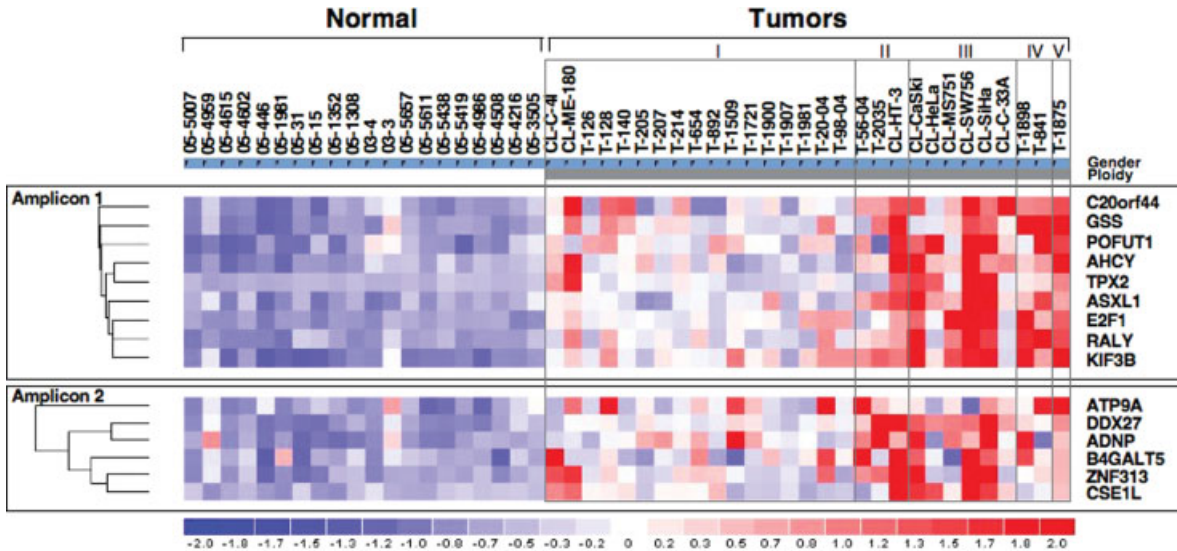 Normal Tumors
I II III IV V
05-5007 05-4959 05-4615 05-4602 05-446 05-1981 05-31 05-15 05-1352 05-1308 03-4 03-3 05-5657 05-5611 05-5438 05-5419 05-4986 05-4508 05-4216 05-3505 CL-C-4I CL-ME-180 T-126 T-128 T-140 T-205 T-207 T-214 T-654 T-892 T-1509 T-1721 T-1900 T-1907 T-1981 T-20-04 T-98-04 T-56-04 T-2035 CL-HT-3 CL-CaSki CL-HeLa CL-MS751 CL-SW756 CL-SiHa CL-C-33A T-1898 T-841 T-1875
Gender
Ploidy
Amplicon 1
C20orf44
GSS
POFUT1
AHCY
TPX2
ASXL1
E2F1
RALY
KIF3B
Amplicon 2
ATP9A
DDX27
ADNP
B4GALT5
ZNF313
CSE1L
-2.0 -1.8 -1.7 -1.5 -1.3 -1.2 -1.0 -0.8 -0.7 -0.5 -0.3 -0.2 0 0.2 0.3 0.5 0.7 0.8 1.0 1.2 1.3 1.5 1.7 1.8 2.0